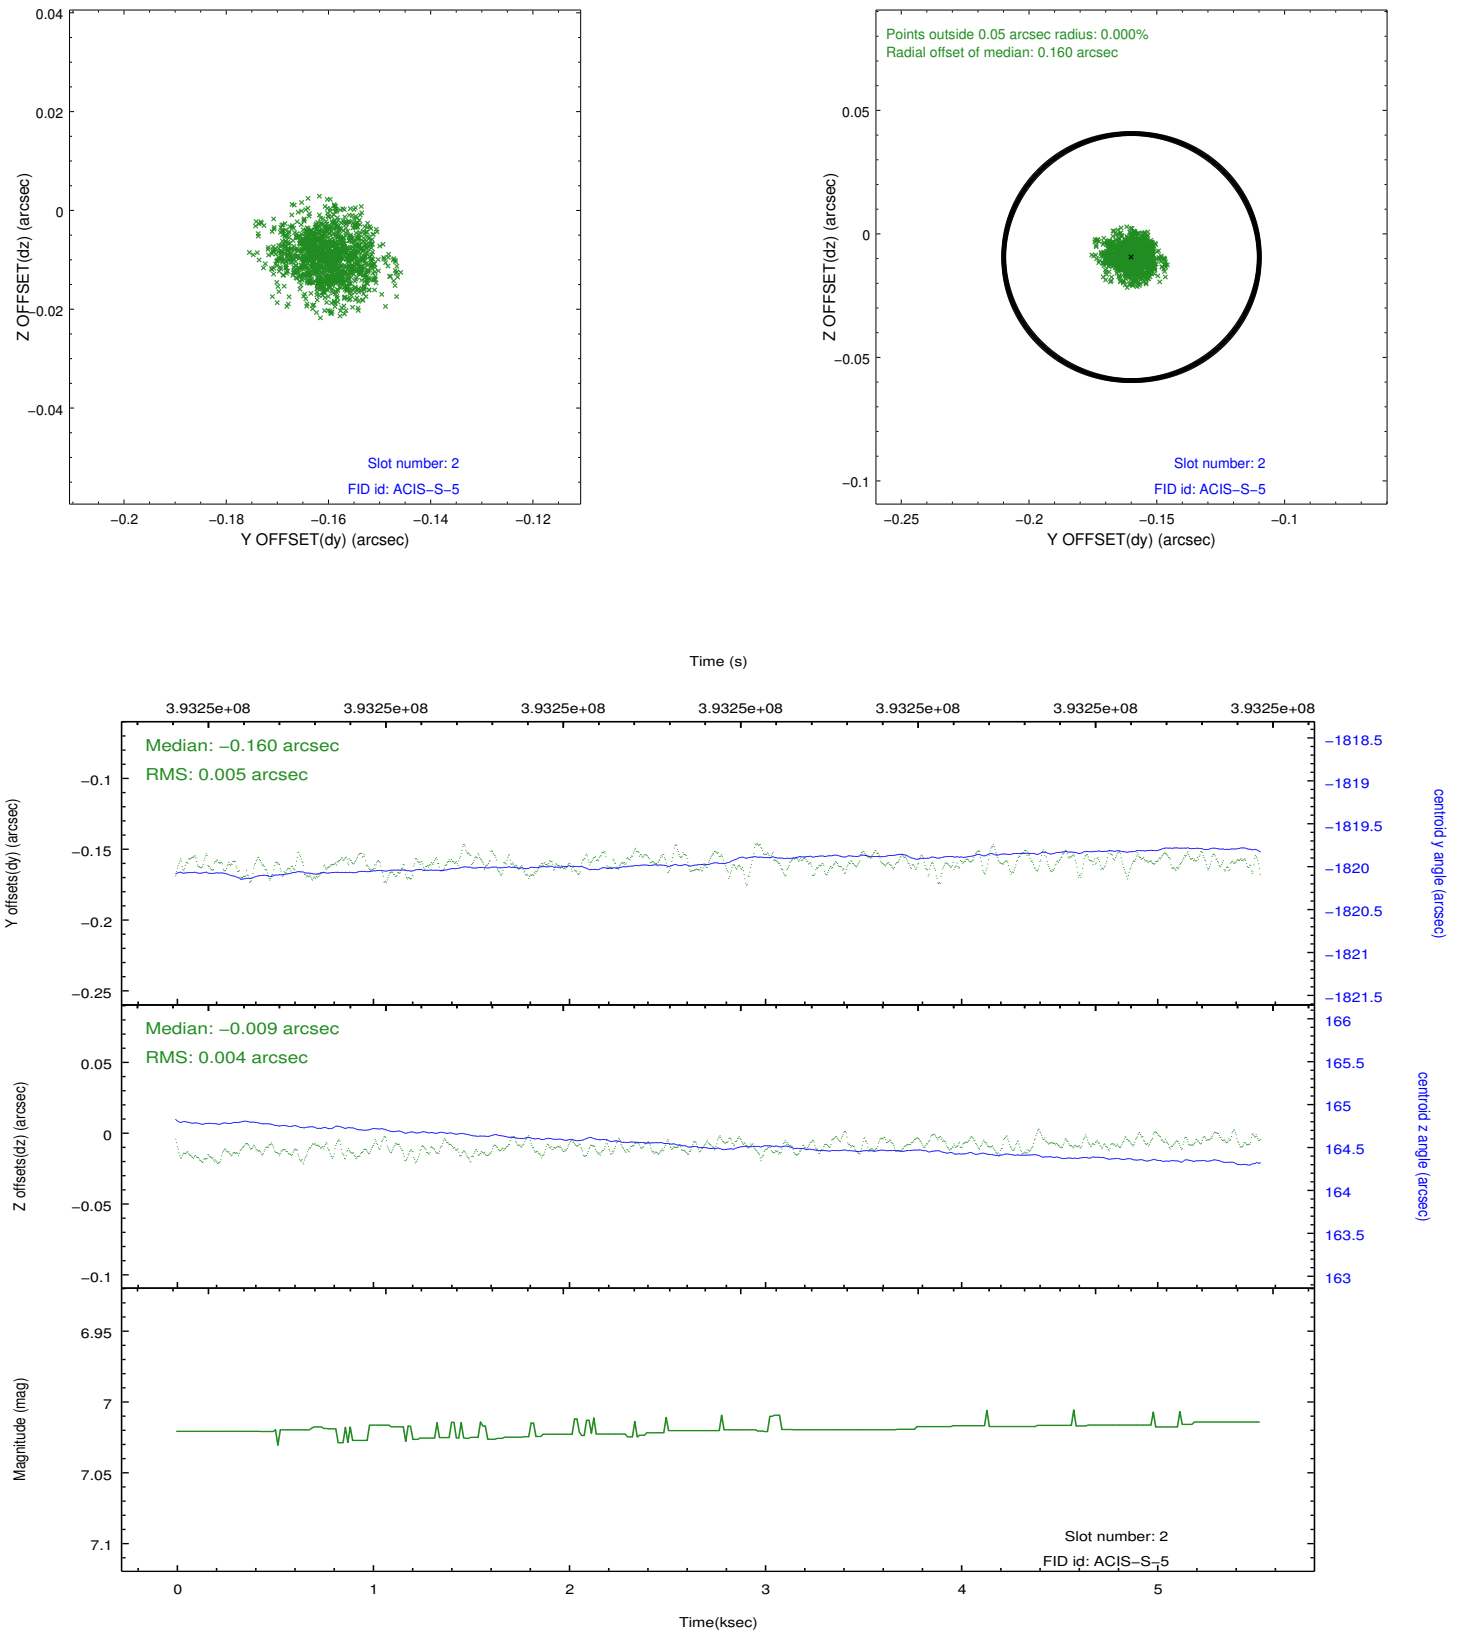 0.04
0.02
0
−0.02
−0.04
Z OFFSET(dz) (arcsec)
Slot number: 2
FID id: ACIS−S−5
−0.2
−0.18
−0.16
−0.14
−0.12
Y OFFSET(dy) (arcsec)
Points outside 0.05 arcsec radius: 0.000%
Radial offset of median: 0.160 arcsec
0.05
0
−0.05
−0.1
Z OFFSET(dz) (arcsec)
Slot number: 2
FID id: ACIS−S−5
−0.25
−0.2
−0.15
−0.1
Y OFFSET(dy) (arcsec)
Time (s)
3.9325e+08
3.9325e+08
3.9325e+08
3.9325e+08
3.9325e+08
3.9325e+08
3.9325e+08
Median: −0.160 arcsec
RMS: 0.005 arcsec
−0.1
−0.15
−0.2
−0.25
Y offsets(dy) (arcsec)
−1818.5
−1819
−1819.5
−1820
−1820.5
−1821
−1821.5
centroid y angle (arcsec)
Median: −0.009 arcsec
RMS: 0.004 arcsec
0.05
0
−0.05
−0.1
Z offsets(dz) (arcsec)
166
165.5
165
164.5
164
163.5
163
centroid z angle (arcsec)
6.95
7
7.05
7.1
Magnitude (mag)
Slot number: 2
FID id: ACIS−S−5
0
1
2
3
4
5
Time(ksec)